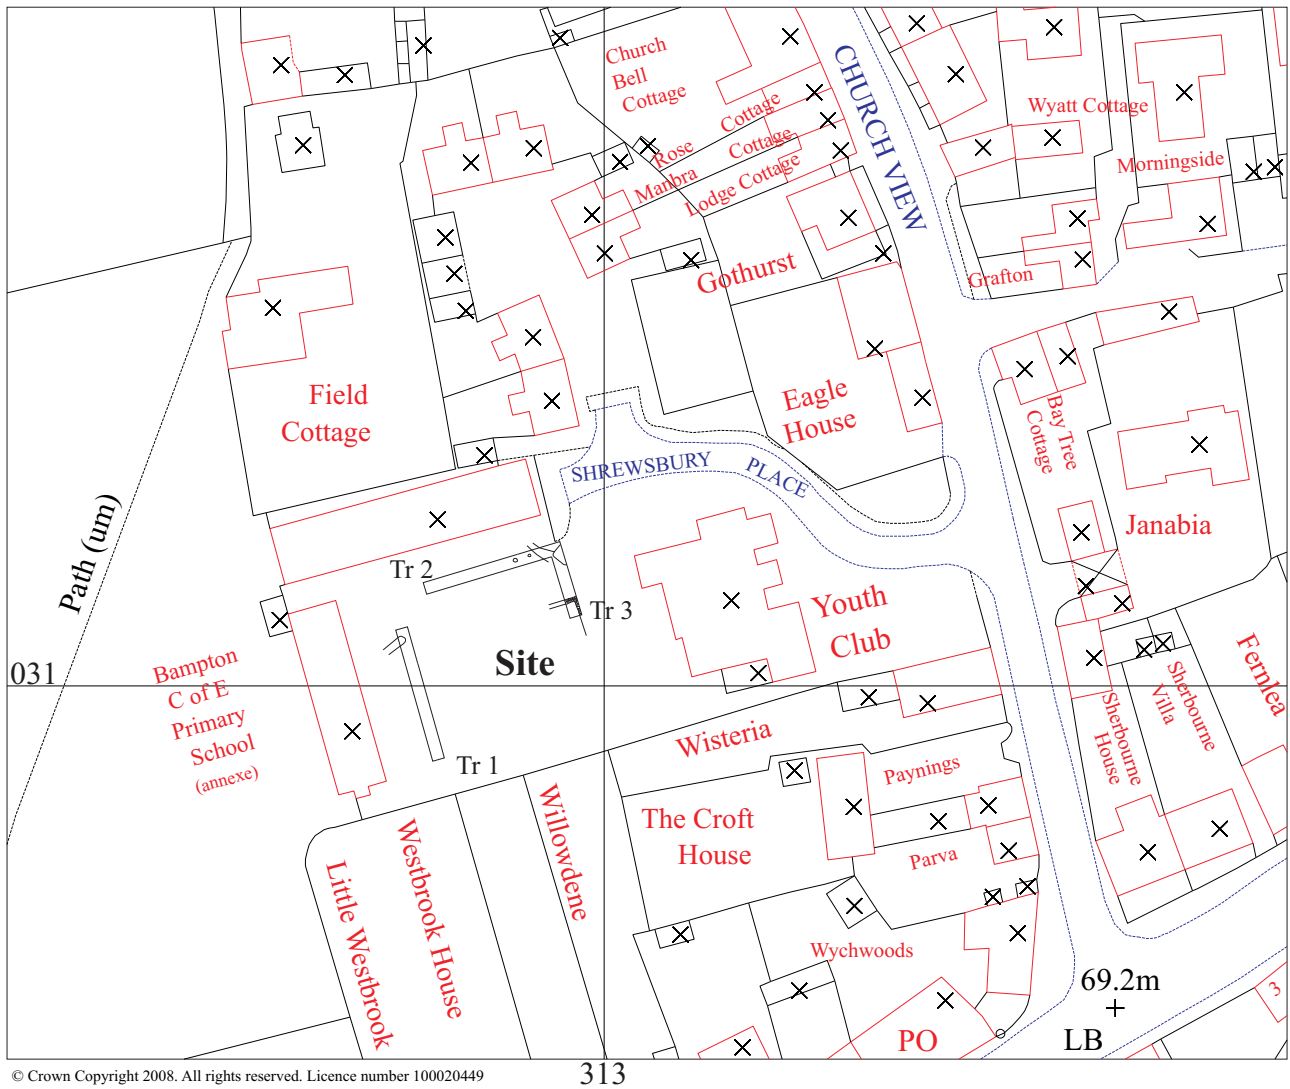 Church
Bell
Cottage
CHURCH VIEW
Wyatt Cottage
Morningside
Rose Cottage
Manbra Cottage
Lodge Cottage
Gothurst
Grafton
Field
Cottage
Eagle
House
Bay Tree
Cottage
SHREWSBURY PLACE
Janabia
Path (um)
Tr 2
Tr 3
Youth
Club
Site
031
Bampton
C of E
Primary
School
(annexe)
Tr 1
Fernlea
Sherbourne
Villa
Sherbourne
House
Wisteria
Paynings
The Croft
House
Parva
Willowdene
Westbrook House
Little Westbrook
Wychwoods
69.2m
3
PO
LB
© Crown Copyright 2008. All rights reserved. Licence number 100020449
313